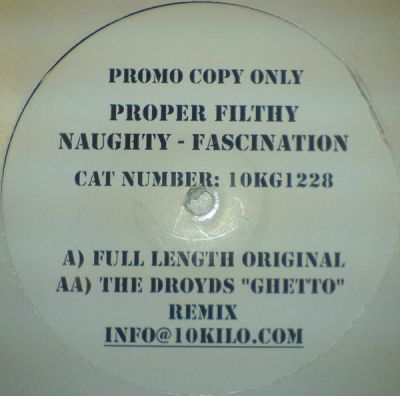 PROMO COPY ONLY
PROPER FILTHY
NAUGHTY - FASCINATION
CAT NUMBER: 10KG1228
A) FULL LENGTH ORIGINAL
AA) THE DROYDS "GHETTO"
REMIX
INFO@10KILO.COM